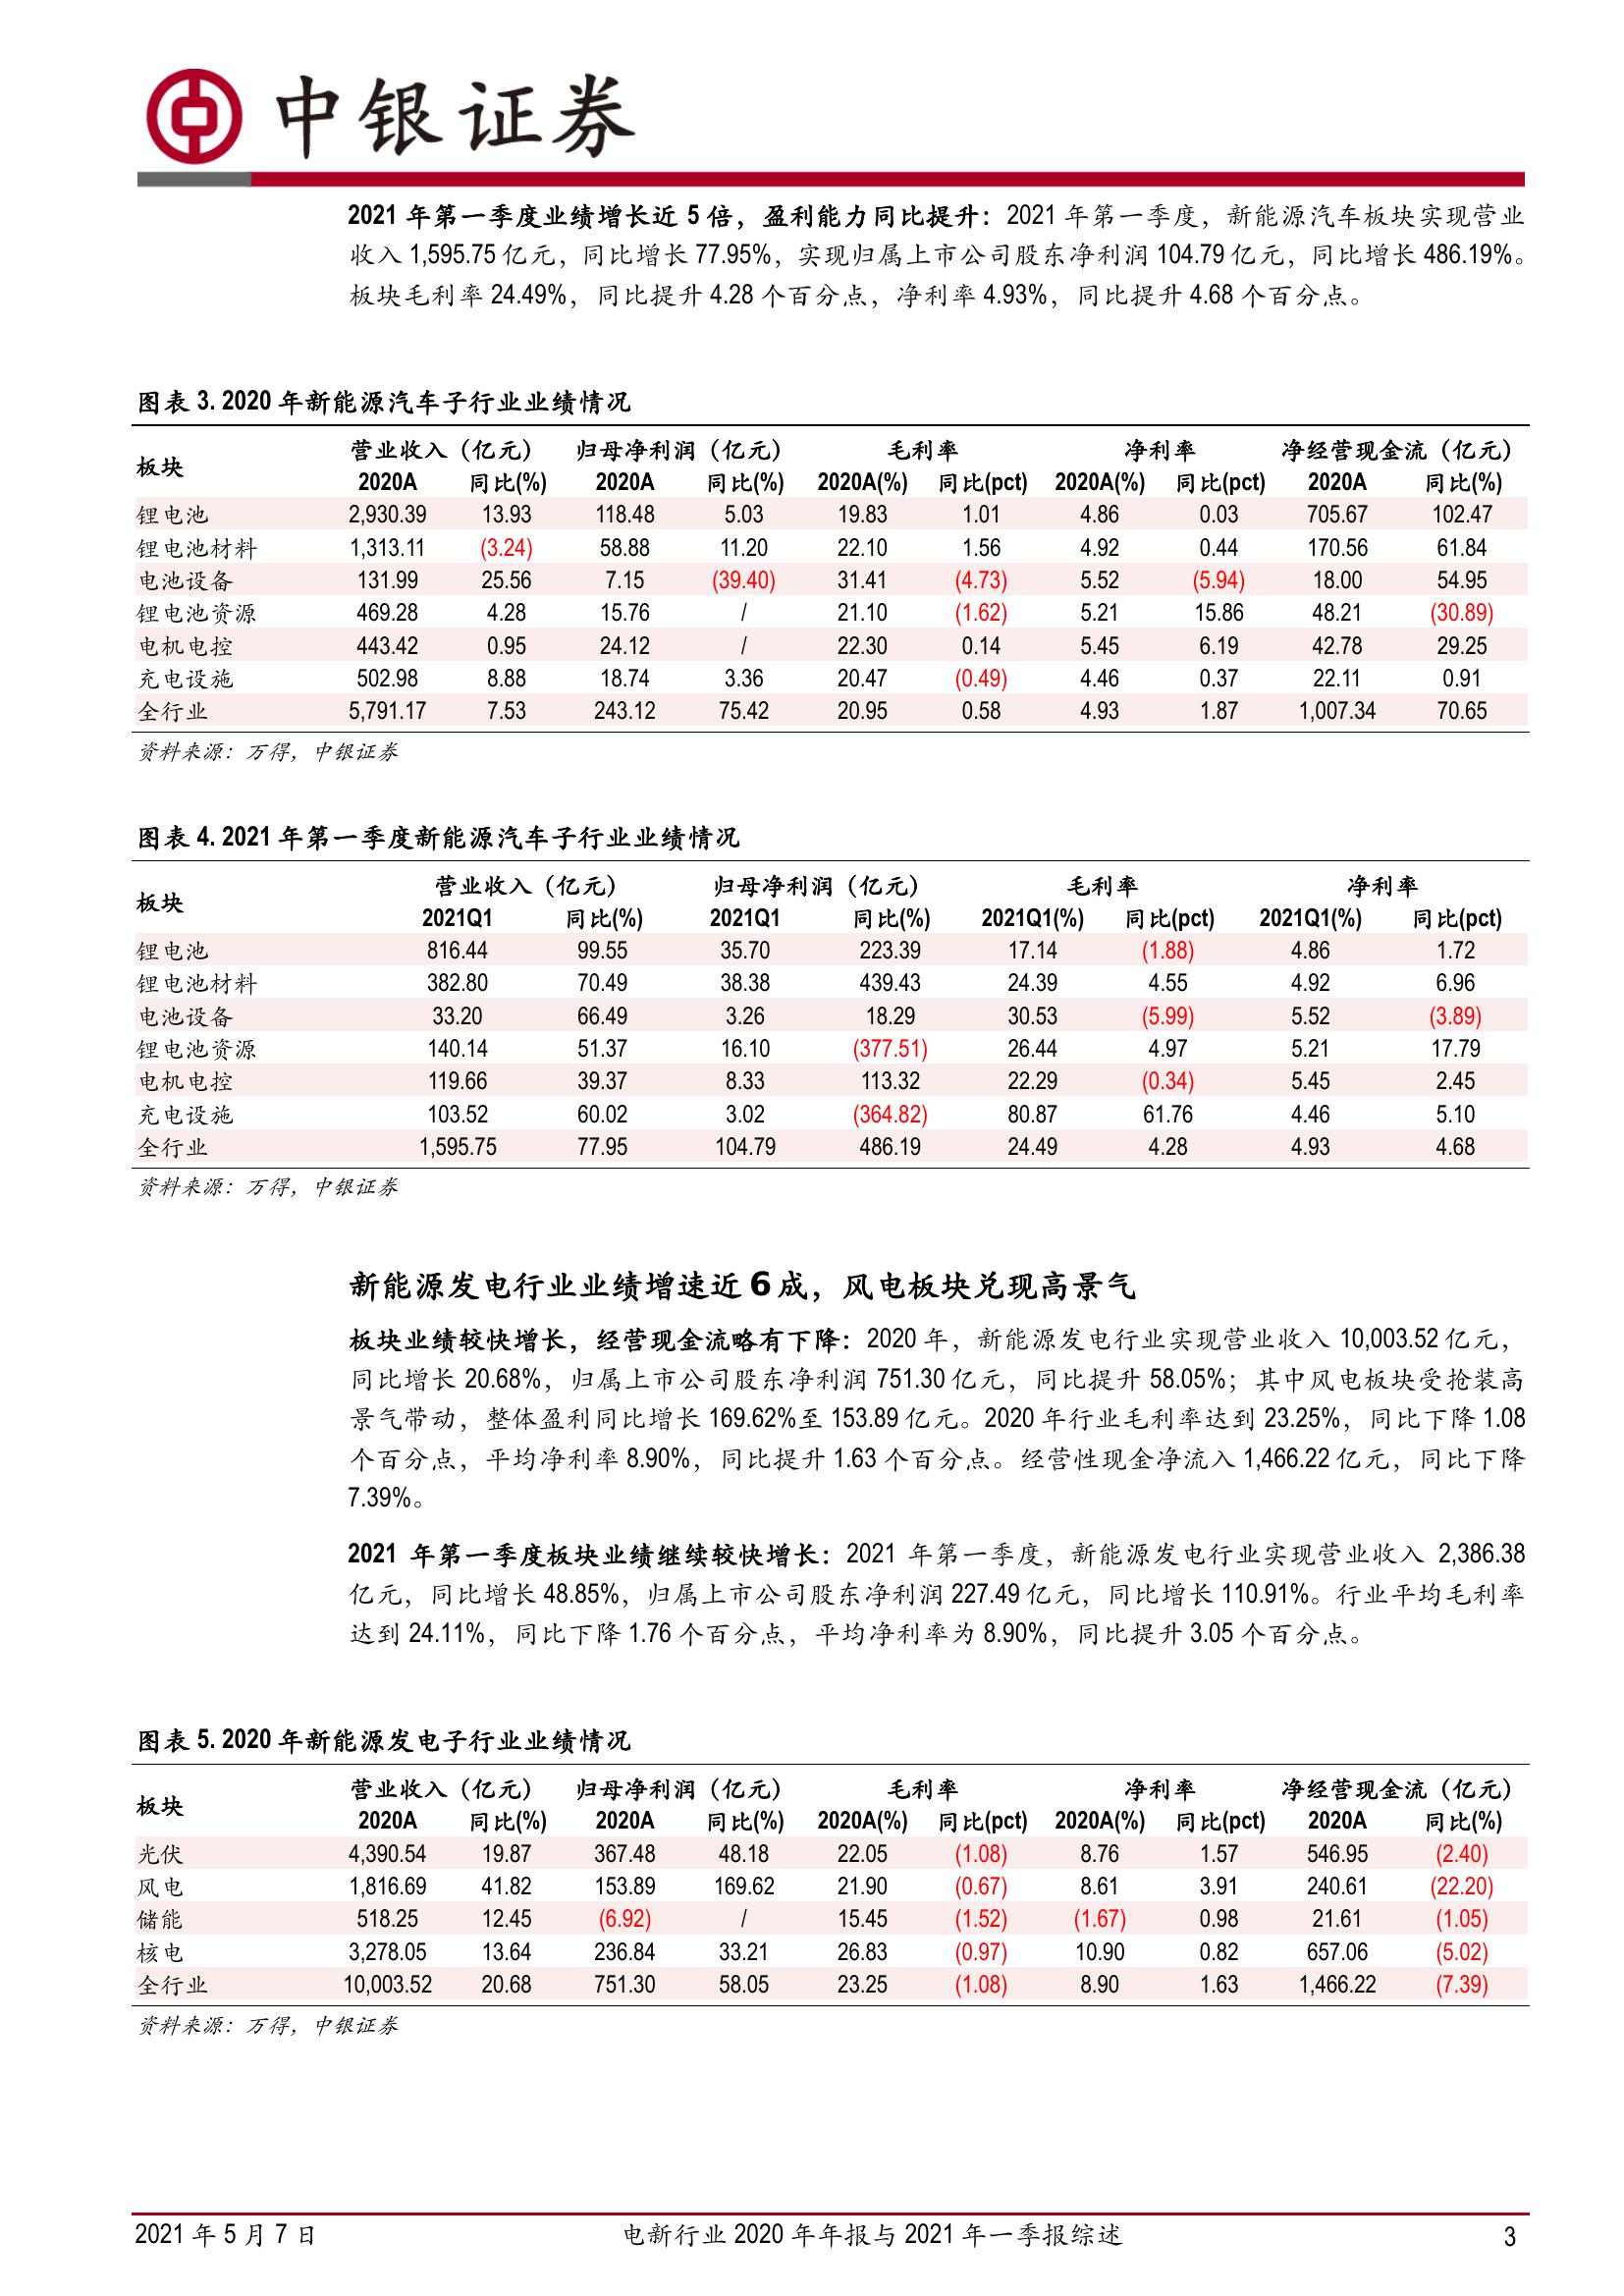 中银证券
2021 年第一季度业绩增长近 5 倍，盈利能力同比提升：2021 年第一季度，新能源汽车板块实现营业
收入 1,595.75 亿元，同比增长 77.95%，实现归属上市公司股东净利润 104.79 亿元，同比增长 486.19%。
板块毛利率 24.49%，同比提升 4.28 个百分点，净利率 4.93%，同比提升 4.68 个百分点。
图表 3. 2020 年新能源汽车子行业业绩情况
板块 营业收入（亿元） 归母净利润（亿元） 毛利率 净利率 净经营现金流（亿元）
2020A 同比(%) 2020A 同比(%) 2020A(%) 同比(pct) 2020A(%) 同比(pct) 2020A 同比(%)
锂电池 2,930.39 13.93 118.48 5.03 19.83 1.01 4.86 0.03 705.67 102.47
锂电池材料 1,313.11 (3.24) 58.88 11.20 22.10 1.56 4.92 0.44 170.56 61.84
电池设备 131.99 25.56 7.15 (39.40) 31.41 (4.73) 5.52 (5.94) 18.00 54.95
锂电池资源 469.28 4.28 15.76 / 21.10 (1.62) 5.21 15.86 48.21 (30.89)
电机电控 443.42 0.95 24.12 / 22.30 0.14 5.45 6.19 42.78 29.25
充电设施 502.98 8.88 18.74 3.36 20.47 (0.49) 4.46 0.37 22.11 0.91
全行业 5,791.17 7.53 243.12 75.42 20.95 0.58 4.93 1.87 1,007.34 70.65
资料来源：万得，中银证券
图表 4. 2021 年第一季度新能源汽车子行业业绩情况
板块 营业收入（亿元） 归母净利润（亿元） 毛利率 净利率
2021Q1 同比(%) 2021Q1 同比(%) 2021Q1(%) 同比(pct) 2021Q1(%) 同比(pct)
锂电池 816.44 99.55 35.70 223.39 17.14 (1.88) 4.86 1.72
锂电池材料 382.80 70.49 38.38 439.43 24.39 4.55 4.92 6.96
电池设备 33.20 66.49 3.26 18.29 30.53 (5.99) 5.52 (3.89)
锂电池资源 140.14 51.37 16.10 (377.51) 26.44 4.97 5.21 17.79
电机电控 119.66 39.37 8.33 113.32 22.29 (0.34) 5.45 2.45
充电设施 103.52 60.02 3.02 (364.82) 80.87 61.76 4.46 5.10
全行业 1,595.75 77.95 104.79 486.19 24.49 4.28 4.93 4.68
资料来源：万得，中银证券
新能源发电行业业绩增速近 6 成，风电板块兑现高景气
板块业绩较快增长，经营现金流略有下降：2020 年，新能源发电行业实现营业收入 10,003.52 亿元，
同比增长 20.68%，归属上市公司股东净利润 751.30 亿元，同比提升 58.05%；其中风电板块受抢装高
景气带动，整体盈利同比增长 169.62%至 153.89 亿元。2020 年行业毛利率达到 23.25%，同比下降 1.08
个百分点，平均净利率 8.90%，同比提升 1.63 个百分点。经营性现金净流入 1,466.22 亿元，同比下降
7.39%。
2021 年第一季度板块业绩继续较快增长：2021 年第一季度，新能源发电行业实现营业收入 2,386.38
亿元，同比增长 48.85%，归属上市公司股东净利润 227.49 亿元，同比增长 110.91%。行业平均毛利率
达到 24.11%，同比下降 1.76 个百分点，平均净利率为 8.90%，同比提升 3.05 个百分点。
图表 5. 2020 年新能源发电子行业业绩情况
板块 营业收入（亿元） 归母净利润（亿元） 毛利率 净利率 净经营现金流（亿元）
2020A 同比(%) 2020A 同比(%) 2020A(%) 同比(pct) 2020A(%) 同比(pct) 2020A 同比(%)
光伏 4,390.54 19.87 367.48 48.18 22.05 (1.08) 8.76 1.57 546.95 (2.40)
风电 1,816.69 41.82 153.89 169.62 21.90 (0.67) 8.61 3.91 240.61 (22.20)
储能 518.25 12.45 (6.92) / 15.45 (1.52) (1.67) 0.98 21.61 (1.05)
核电 3,278.05 13.64 236.84 33.21 26.83 (0.97) 10.90 0.82 657.06 (5.02)
全行业 10,003.52 20.68 751.30 58.05 23.25 (1.08) 8.90 1.63 1,466.22 (7.39)
资料来源：万得，中银证券
2021 年 5 月 7 日 电新行业 2020 年年报与 2021 年一季报综述 3